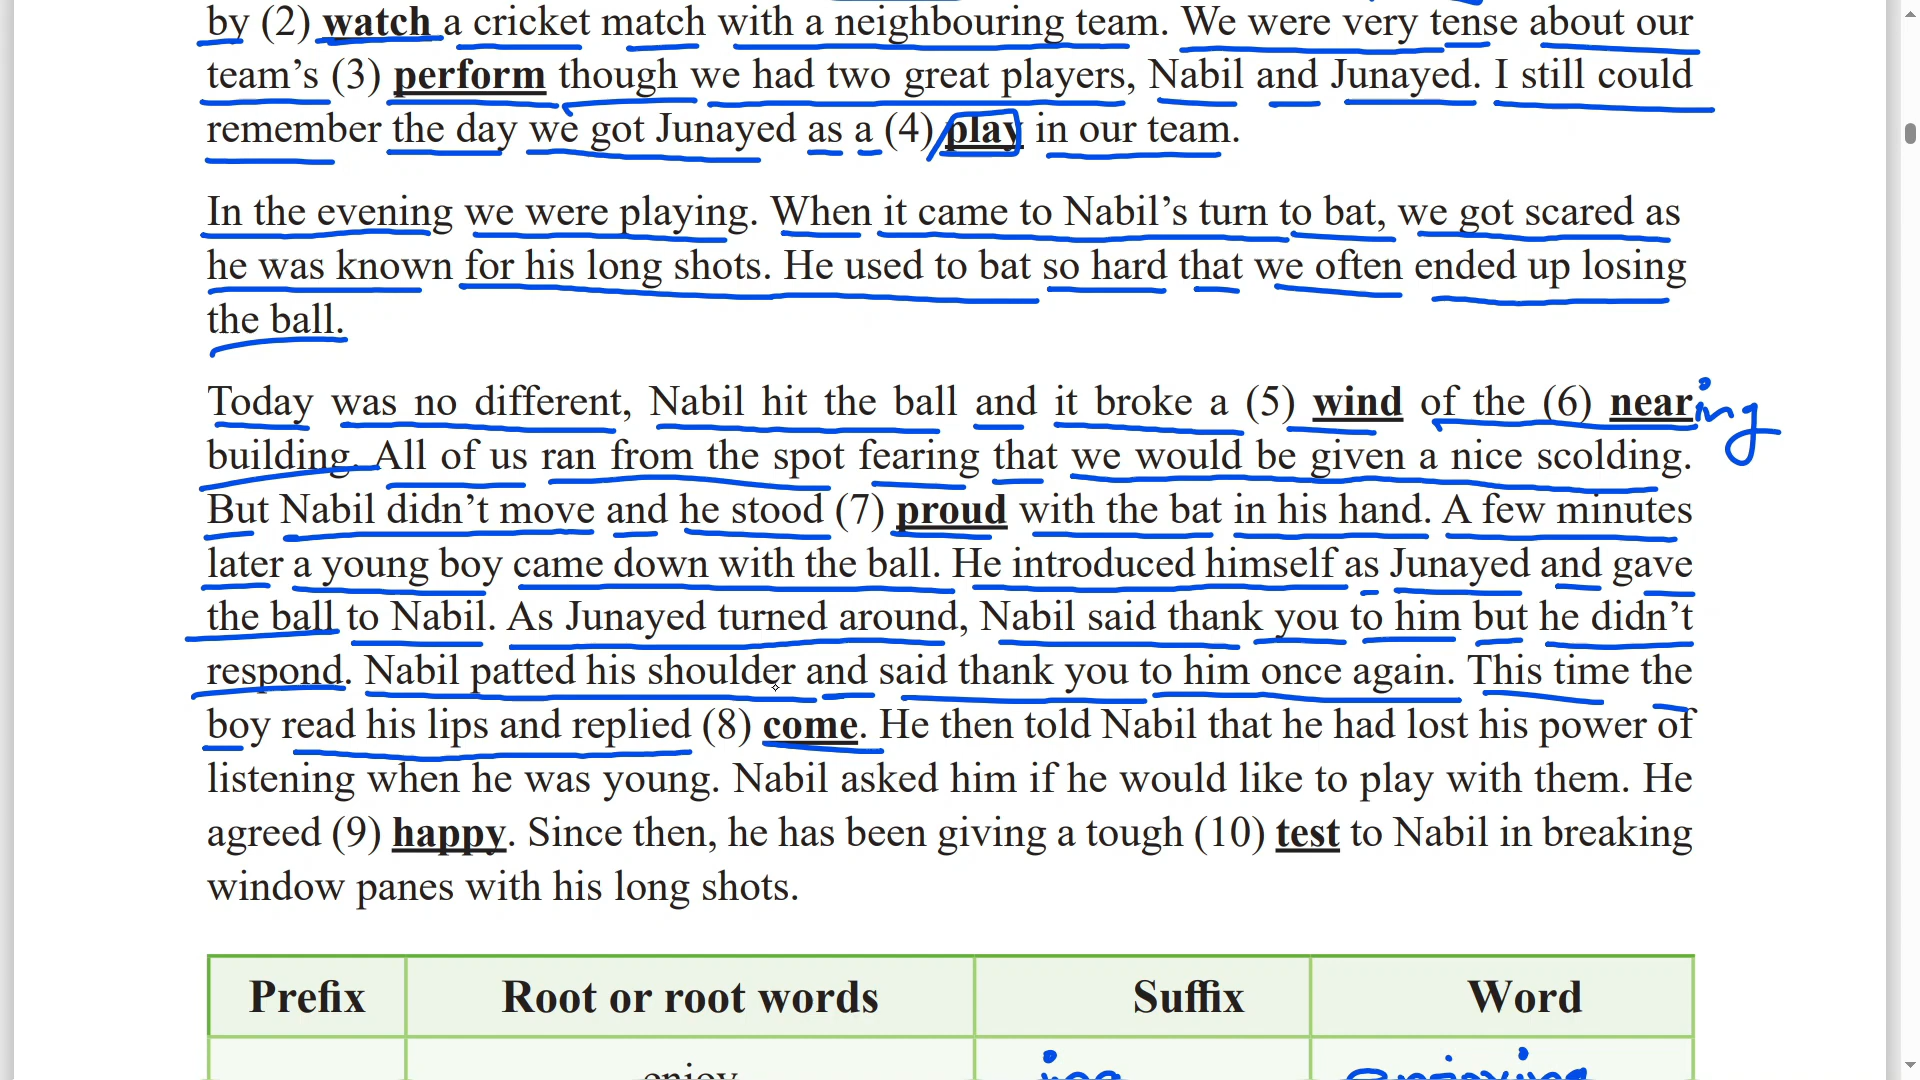 by (2) watch a cricket match with a neighbouring team. We were very tense about our
team’s (3) perform though we had two great players, Nabil and Junayed. I still could
remember the day we got Junayed as a (4) play in our team.
In the evening we were playing. When it came to Nabil’s turn to bat, we got scared as
he was known for his long shots. He used to bat so hard that we often ended up losing
the ball.
Today was no different, Nabil hit the ball and it broke a (5) wind of the (6) near ing
building. All of us ran from the spot fearing that we would be given a nice scolding.
But Nabil didn’t move and he stood (7) proud with the bat in his hand. A few minutes
later a young boy came down with the ball. He introduced himself as Junayed and gave
the ball to Nabil. As Junayed turned around, Nabil said thank you to him but he didn’t
respond. Nabil patted his shoulder and said thank you to him once again. This time the
boy read his lips and replied (8) come. He then told Nabil that he had lost his power of
listening when he was young. Nabil asked him if he would like to play with them. He
agreed (9) happy. Since then, he has been giving a tough (10) test to Nabil in breaking
window panes with his long shots.
Prefix Root or root words Suffix Word
enjoy ing enjoying